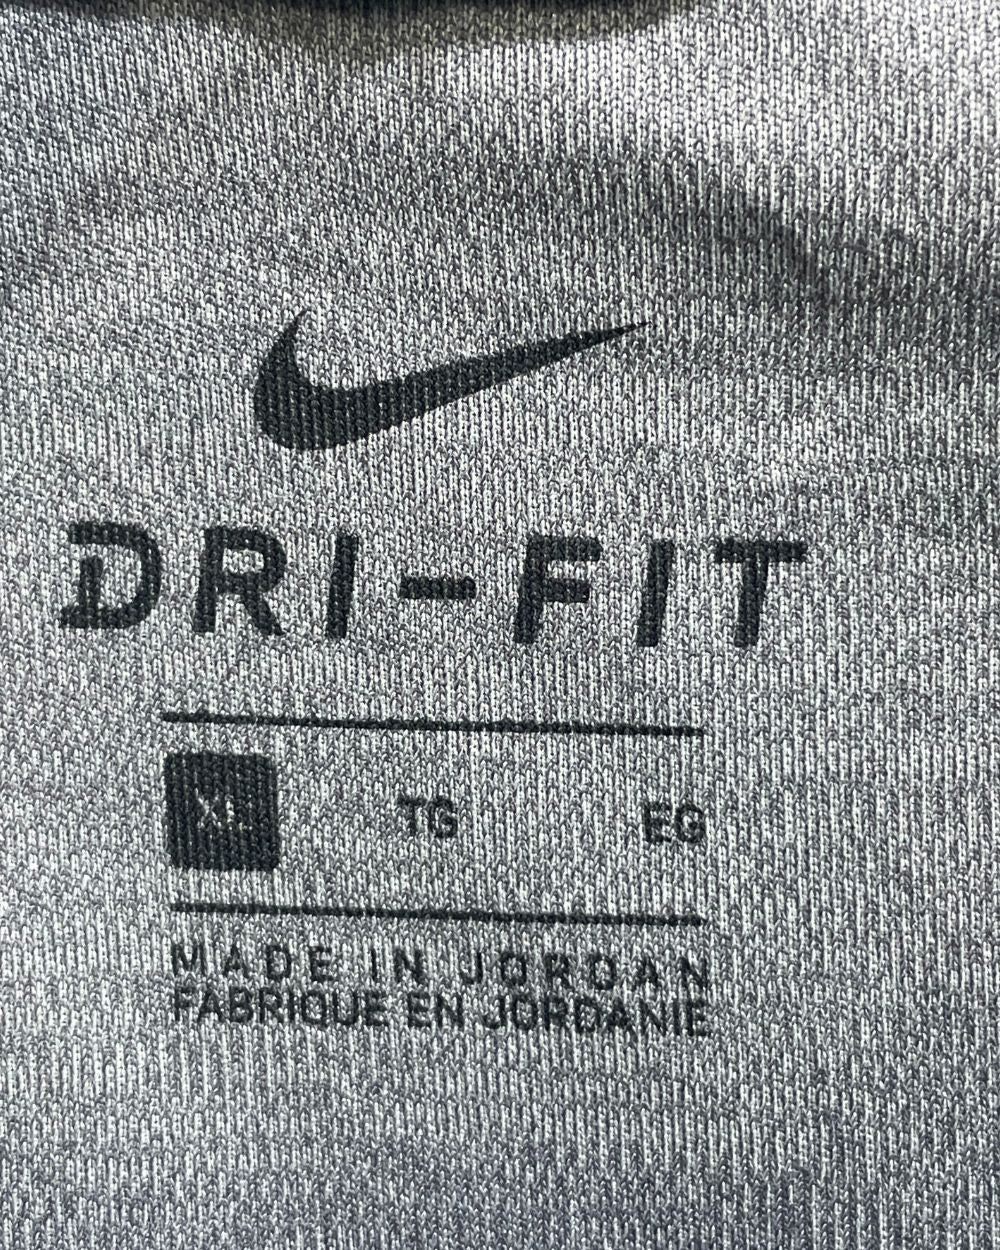 DRI-FIT
XL TG EG
MADE IN JORDAN
FABRIQUE EN JORDANIE